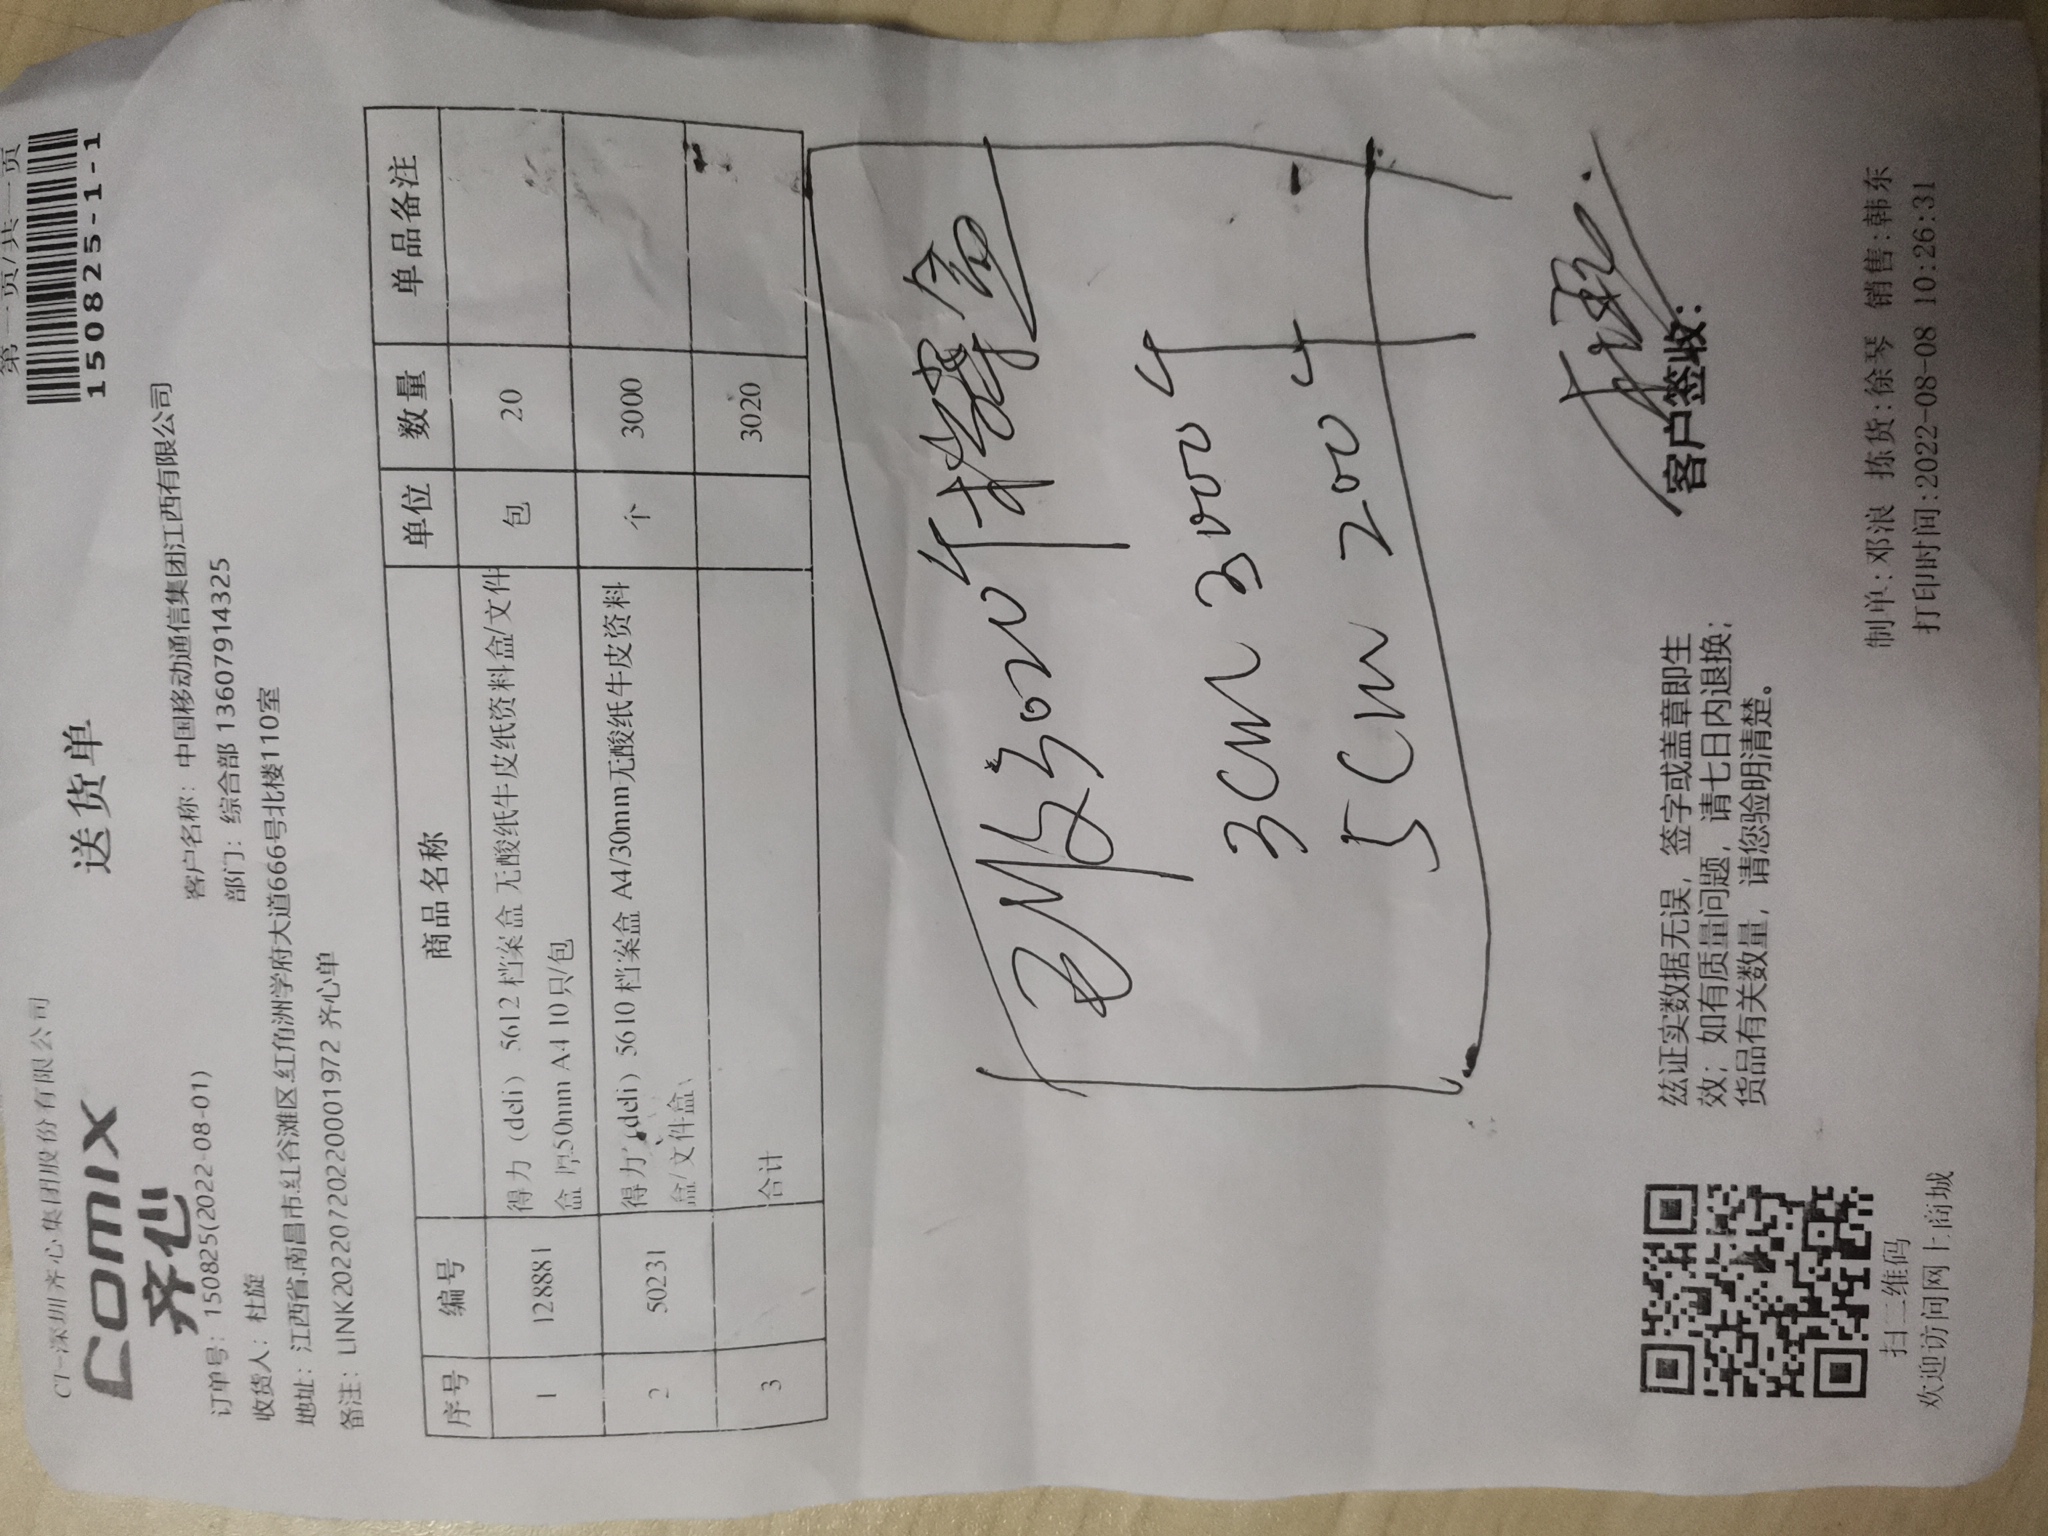 第一页/共一页
CT-深圳齐心集团股份有限公司
comix
齐心
送货单
150825-1-1
订单号：150825(2022-08-01)
客户名称：中国移动通信集团江西有限公司
收货人：杜旋
部门：综合部 13607914325
地址：江西省.南昌市.红谷滩区.红角洲学府大道666号北楼110室
备注：LINK20220720220001972 齐心单
序号 编号 商品名称 单位 数量 单品备注
1 128881 得力（deli） 5612 档案盒 无酸纸牛皮纸资料盒/文件
盒 厚50mm A4 10只/包 包 20
2 50231 得力（deli）5610 档案盒 A4/30mm 无酸纸牛皮资料
盒/文件盒 个 3000
3 合计 3020
已收3020个档案盒
3cm 3000个
5cm 200个
兹证实数据无误，签字或盖章即生
效；如有质量问题，请七日内退换；
货品有关数量，请您验明清楚。
客户签收：
扫二维码
欢迎访问网上商城
制单:邓浪 拣货:徐琴 销售:韩东
打印时间:2022-08-08 10:26:31